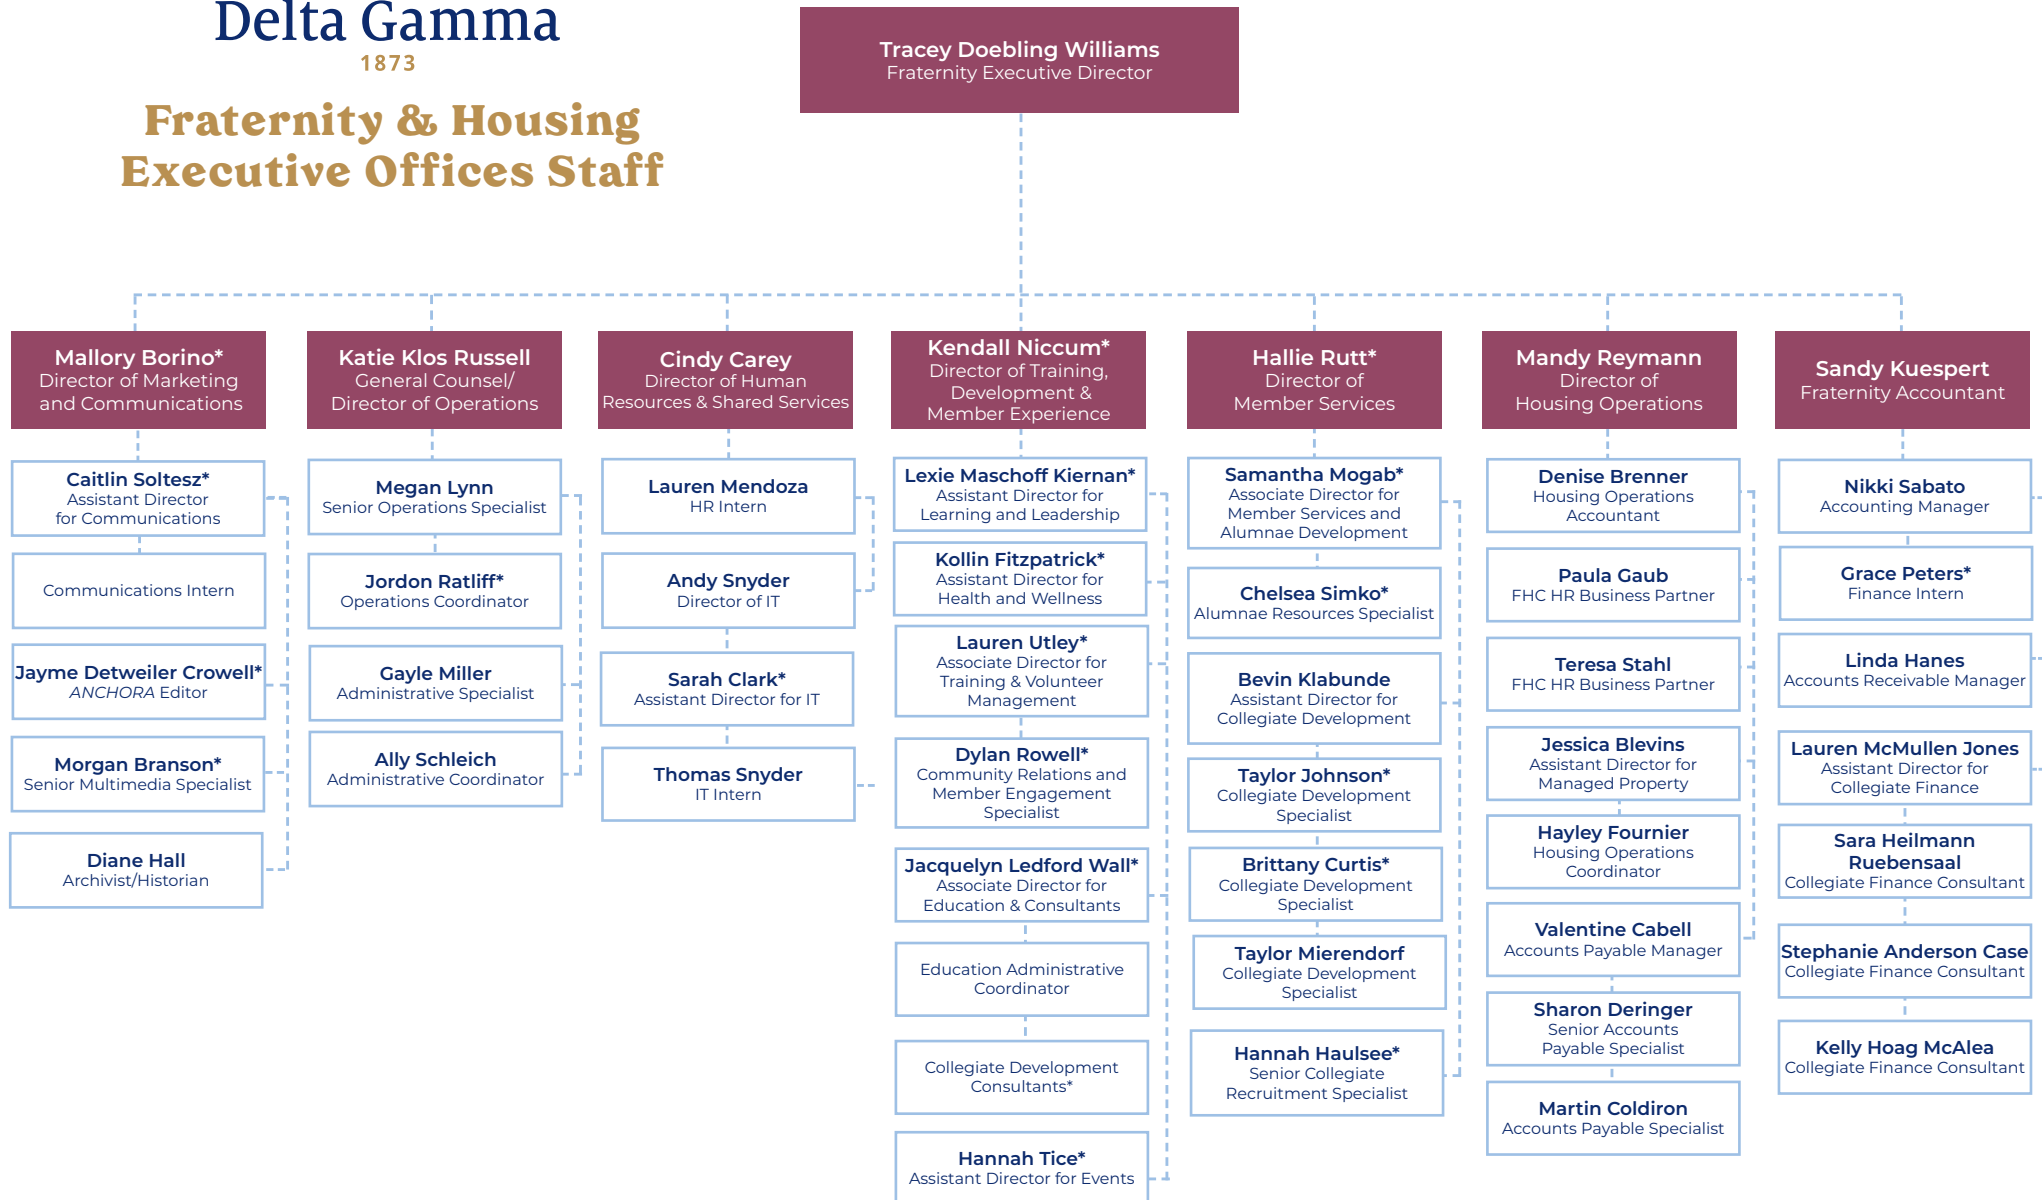 Delta Gamma
1873
Fraternity & Housing
Executive Offices Staff
Tracey Doebling Williams
Fraternity Executive Director
Mallory Borino*
Director of Marketing
and Communications
Caitlin Soltesz*
Assistant Director
for Communications
Communications Intern
Jayme Detweiler Crowell*
ANCHORA Editor
Morgan Branson*
Senior Multimedia Specialist
Diane Hall
Archivist/Historian
Katie Klos Russell
General Counsel/
Director of Operations
Megan Lynn
Senior Operations Specialist
Jordon Ratliff*
Operations Coordinator
Gayle Miller
Administrative Specialist
Ally Schleich
Administrative Coordinator
Cindy Carey
Director of Human
Resources & Shared Services
Lauren Mendoza
HR Intern
Andy Snyder
Director of IT
Sarah Clark*
Assistant Director for IT
Thomas Snyder
IT Intern
Kendall Niccum*
Director of Training,
Development &
Member Experience
Lexie Maschoff Kiernan*
Assistant Director for
Learning and Leadership
Kollin Fitzpatrick*
Assistant Director for
Health and Wellness
Lauren Utley*
Associate Director for
Training & Volunteer
Management
Dylan Rowell*
Community Relations and
Member Engagement
Specialist
Jacquelyn Ledford Wall*
Associate Director for
Education & Consultants
Education Administrative
Coordinator
Collegiate Development
Consultants*
Hannah Tice*
Assistant Director for Events
Hallie Rutt*
Director of
Member Services
Samantha Mogab*
Associate Director for
Member Services and
Alumnae Development
Chelsea Simko*
Alumnae Resources Specialist
Bevin Klabunde
Assistant Director for
Collegiate Development
Taylor Johnson*
Collegiate Development
Specialist
Brittany Curtis*
Collegiate Development
Specialist
Taylor Mierendorf
Collegiate Development
Specialist
Hannah Haulsee*
Senior Collegiate
Recruitment Specialist
Mandy Reymann
Director of
Housing Operations
Denise Brenner
Housing Operations
Accountant
Paula Gaub
FHC HR Business Partner
Teresa Stahl
FHC HR Business Partner
Jessica Blevins
Assistant Director for
Managed Property
Hayley Fournier
Housing Operations
Coordinator
Valentine Cabell
Accounts Payable Manager
Sharon Deringer
Senior Accounts
Payable Specialist
Martin Coldiron
Accounts Payable Specialist
Sandy Kuespert
Fraternity Accountant
Nikki Sabato
Accounting Manager
Grace Peters*
Finance Intern
Linda Hanes
Accounts Receivable Manager
Lauren McMullen Jones
Assistant Director for
Collegiate Finance
Sara Heilmann
Ruebensaal
Collegiate Finance Consultant
Stephanie Anderson Case
Collegiate Finance Consultant
Kelly Hoag McAlea
Collegiate Finance Consultant